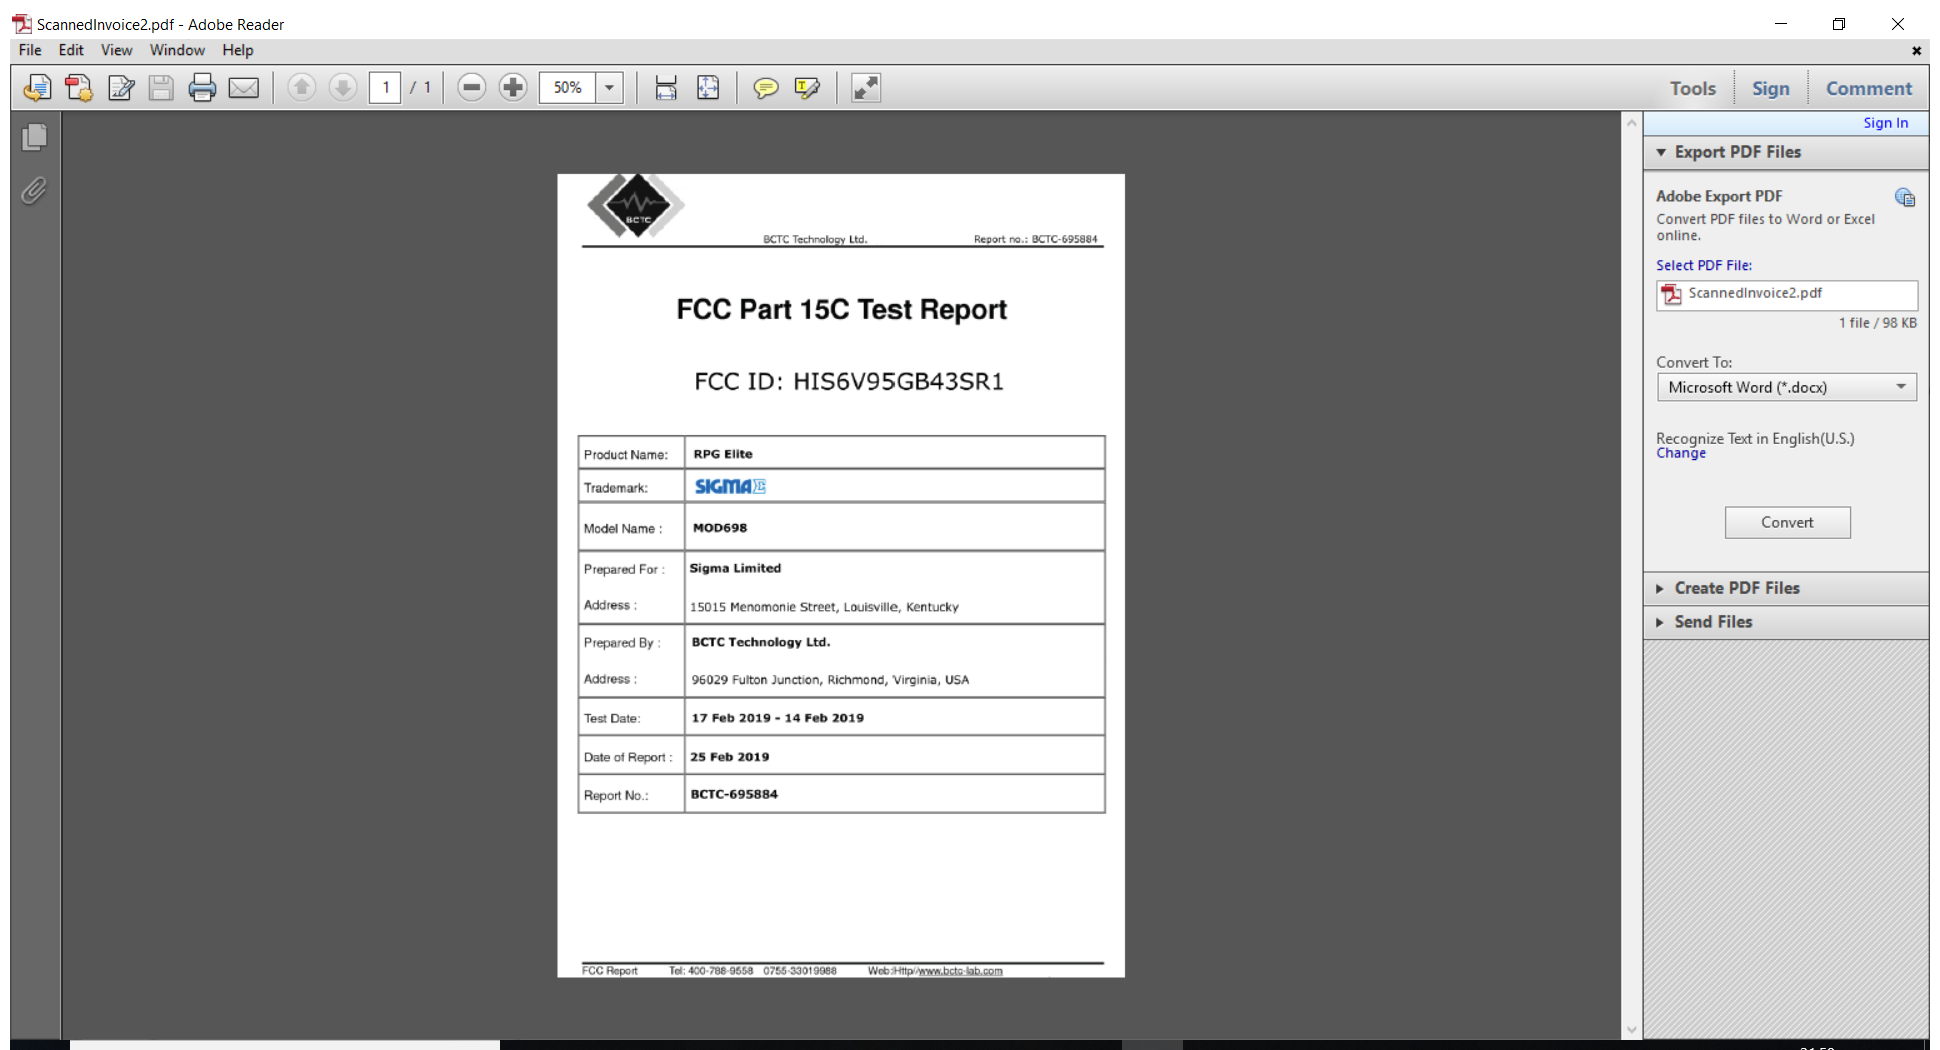 ScannedInvoice2.pdf - Adobe Reader
File Edit View Window Help
1 / 1 50% Tools Sign Comment
Sign In
Export PDF Files
Adobe Export PDF
Convert PDF files to Word or Excel
online.
Select PDF File:
ScannedInvoice2.pdf
1 file / 98 KB
Convert To:
Microsoft Word (*.docx)
Recognize Text in English(U.S.)
Change
Convert
Create PDF Files
Send Files
BCTC
BCTC Technology Ltd. Report no.: BCTC-695884
FCC Part 15C Test Report
FCC ID: HIS6V95GB43SR1
Product Name: RPG Elite
Trademark: SIGMA
Model Name : MOD698
Prepared For : Sigma Limited
Address : 15015 Menomonie Street, Louisville, Kentucky
Prepared By : BCTC Technology Ltd.
Address : 96029 Fulton Junction, Richmond, Virginia, USA
Test Date: 17 Feb 2019 - 14 Feb 2019
Date of Report : 25 Feb 2019
Report No.: BCTC-695884
FCC Report Tel: 400-788-9558 0755-33019988 Web:Http//www.bctc-lab.com